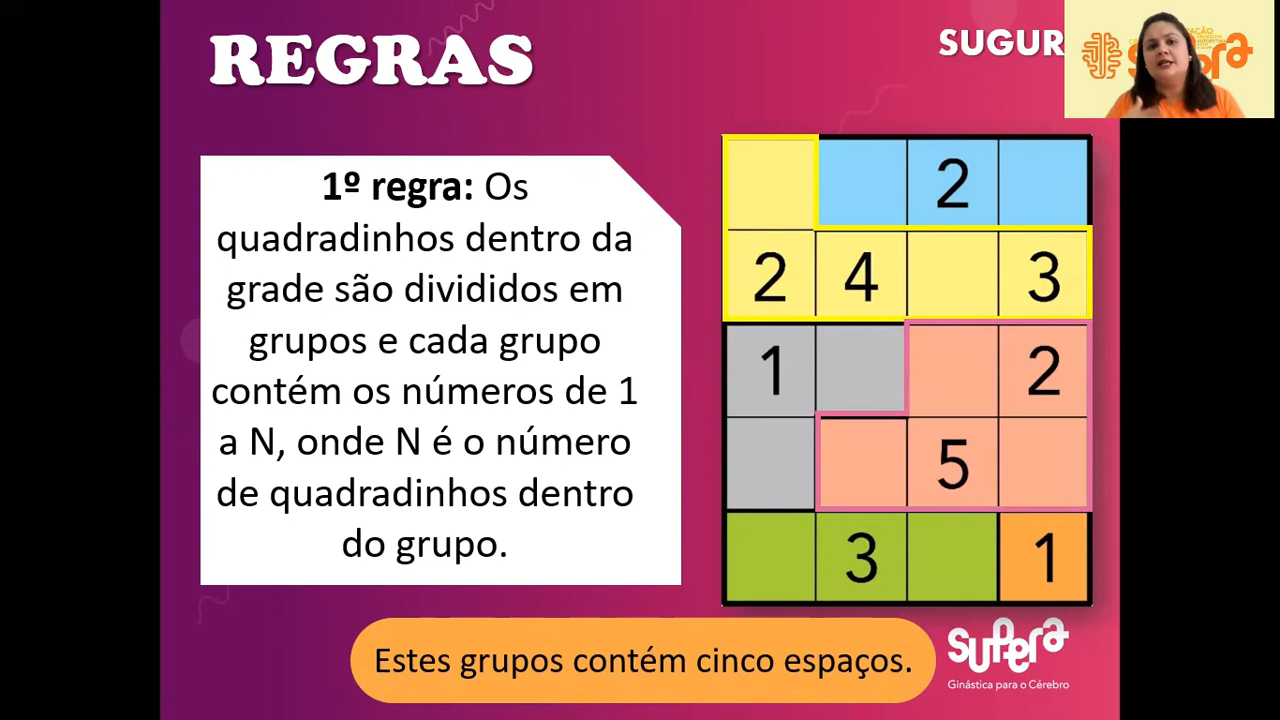 REGRAS
SUGUR
1º regra: Os
quadradinhos dentro da
grade são divididos em
grupos e cada grupo
contém os números de 1
a N, onde N é o número
de quadradinhos dentro
do grupo.
2
2 4 3
1 2
5
3 1
Estes grupos contém cinco espaços.
Supera
Ginástica para o Cérebro